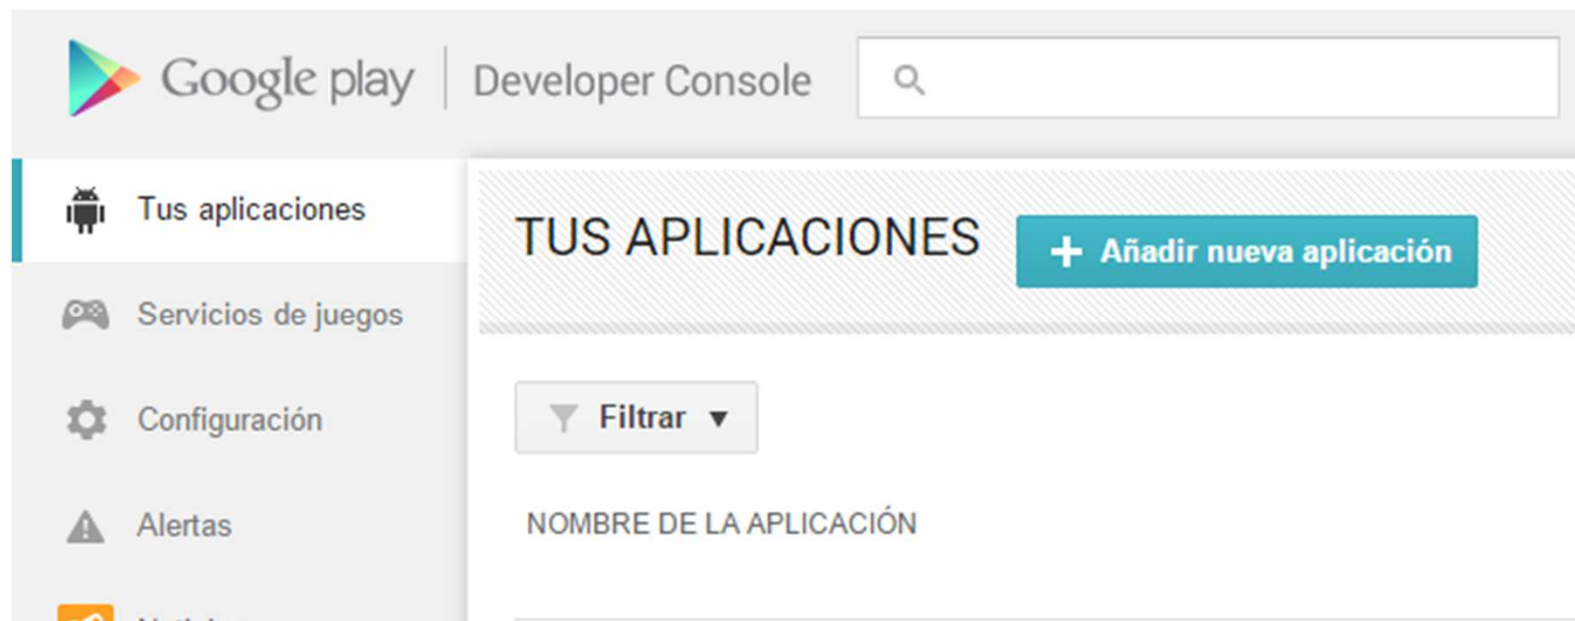 Google play | Developer Console
Tus aplicaciones
Servicios de juegos
Configuración
Alertas
TUS APLICACIONES
Añadir nueva aplicación
Filtrar
NOMBRE DE LA APLICACIÓN